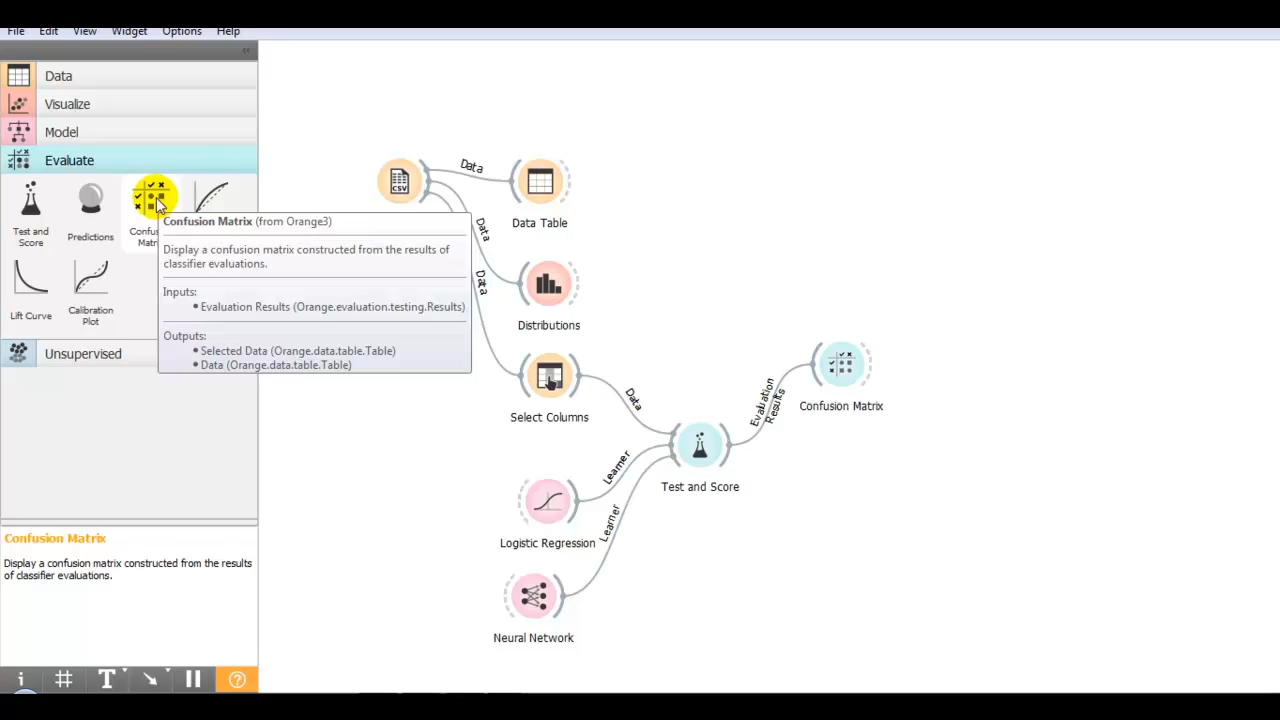 File Edit View Widget Options Help
Data
Visualize
Model
Evaluate
Test and
Score
Predictions
Confusion Matrix (from Orange3)
Display a confusion matrix constructed from the results of
classifier evaluations.
Inputs:
• Evaluation Results (Orange.evaluation.testing.Results)
Outputs:
• Selected Data (Orange.data.table.Table)
• Data (Orange.data.table.Table)
Lift Curve
Calibration
Plot
Unsupervised
Confusion Matrix
Display a confusion matrix constructed from the results
of classifier evaluations.
CSV
Data
Data Table
Data
Distributions
Data
Select Columns
Data
Learner
Logistic Regression
Learner
Neural Network
Test and Score
Evaluation
Results
Confusion Matrix